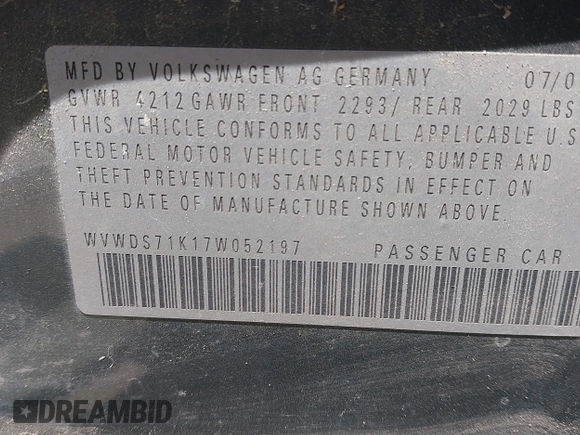 MFD BY VOLKSWAGEN AG GERMANY 07/0
GVWR 4212 GAWR FRONT 2293/ REAR 2029 LBS
THIS VEHICLE CONFORMS TO ALL APPLICABLE U.S
FEDERAL MOTOR VEHICLE SAFETY, BUMPER AND
THEFT PREVENTION STANDARDS IN EFFECT ON
THE DATE OF MANUFACTURE SHOWN ABOVE.
WVWDS71K17W052197 PASSENGER CAR
DREAMBID